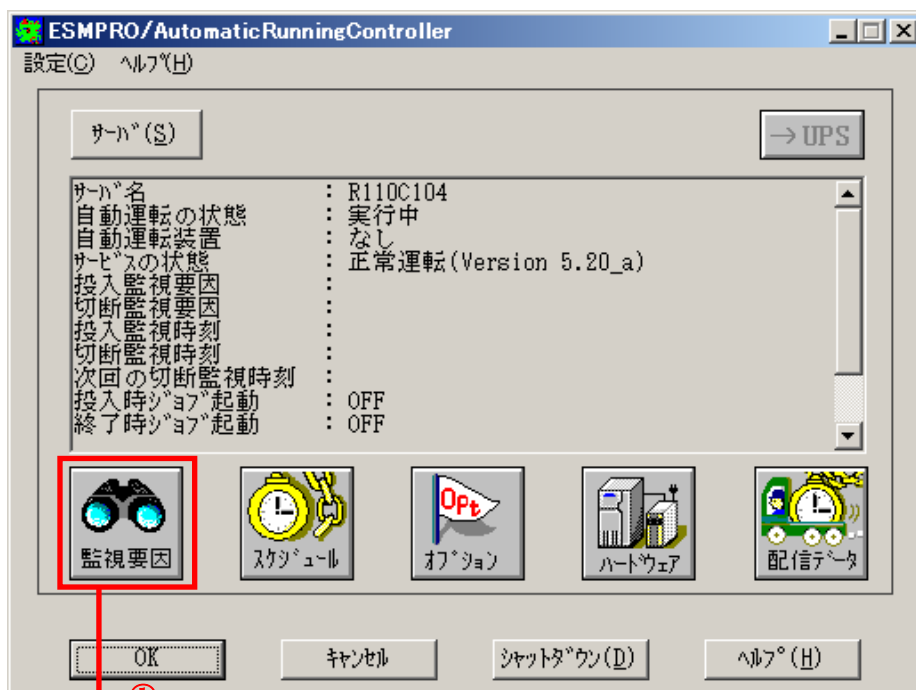 ESMPRO/AutomaticRunningController
設定(C) ヘルプ(H)
サーバ(S)
→UPS
サーバ名 : R110C104
自動運転の状態 : 実行中
自動運転装置 : なし
サービスの状態 : 正常運転(Version 5.20_a)
投入監視要因 :
切断監視要因 :
投入監視時刻 :
切断監視時刻 :
次回の切断監視時刻 :
投入時ジョブ起動 : OFF
終了時ジョブ起動 : OFF
Opt
監視要因 スケジュール オプション ハードウェア 配信データ
OK キャンセル シャットダウン(D) ヘルプ(H)
①